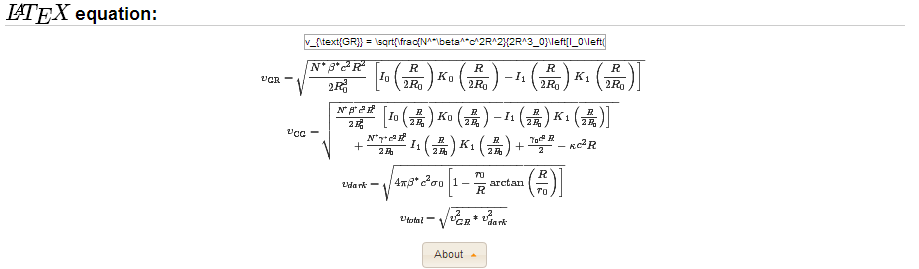 LATEX equation:
v_{\text{GR}} = \sqrt{\frac{N^*\beta^*c^2R^2}{2R^3_0}\left[I_0\left(
v_{GR} = \sqrt{\frac{N^* \beta^* c^2 R^2}{2R_0^3} \left[ I_0 \left( \frac{R}{2R_0} \right) K_0 \left( \frac{R}{2R_0} \right) - I_1 \left( \frac{R}{2R_0} \right) K_1 \left( \frac{R}{2R_0} \right) \right]}
v_{CG} = \sqrt{\frac{N^* \beta^* c^2 R^2}{2R_0^3} \left[ I_0 \left( \frac{R}{2R_0} \right) K_0 \left( \frac{R}{2R_0} \right) - I_1 \left( \frac{R}{2R_0} \right) K_1 \left( \frac{R}{2R_0} \right) \right]
+ \frac{N^* \gamma^* c^2 R^2}{2R_0} I_1 \left( \frac{R}{2R_0} \right) K_1 \left( \frac{R}{2R_0} \right) + \frac{\gamma_0 c^2 R}{2} - \kappa c^2 R}
v_{dark} = \sqrt{4\pi\beta^* c^2 \sigma_0 \left[ 1 - \frac{r_0}{R} \arctan \left( \frac{R}{r_0} \right) \right]}
v_{total} = \sqrt{v_{GR}^2 * v_{dark}^2}
About